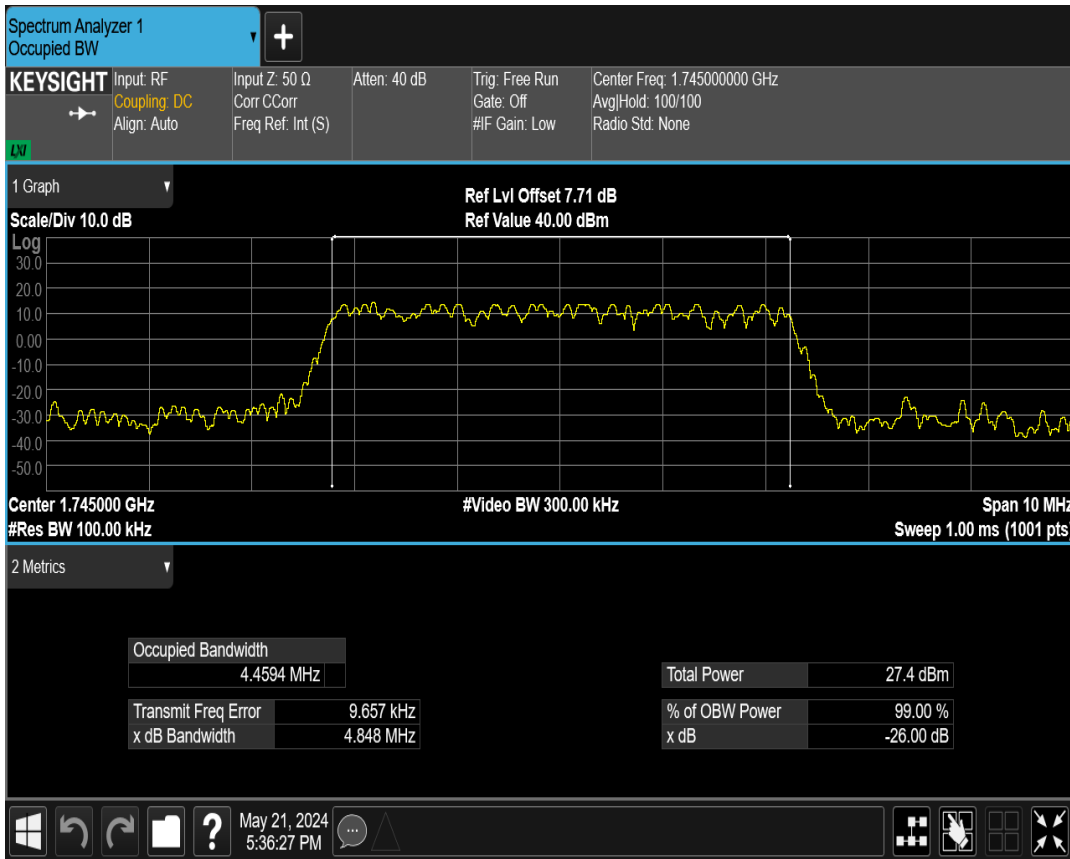 Spectrum Analyzer 1
Occupied BW
KEYSIGHT
LXI
Input: RF
Coupling: DC
Align: Auto
Input Z: 50 Ω
Corr CCorr
Freq Ref: Int (S)
Atten: 40 dB
Trig: Free Run
Gate: Off
#IF Gain: Low
Center Freq: 1.745000000 GHz
Avg|Hold: 100/100
Radio Std: None
1 Graph
Ref Lvl Offset 7.71 dB
Scale/Div 10.0 dB
Ref Value 40.00 dBm
Log
30.0
20.0
10.0
0.00
-10.0
-20.0
-30.0
-40.0
-50.0
Center 1.745000 GHz
#Video BW 300.00 kHz
Span 10 MHz
#Res BW 100.00 kHz
Sweep 1.00 ms (1001 pts)
2 Metrics
Occupied Bandwidth
4.4594 MHz
Total Power 27.4 dBm
Transmit Freq Error 9.657 kHz
% of OBW Power 99.00 %
x dB Bandwidth 4.848 MHz
x dB -26.00 dB
?
May 21, 2024
5:36:27 PM